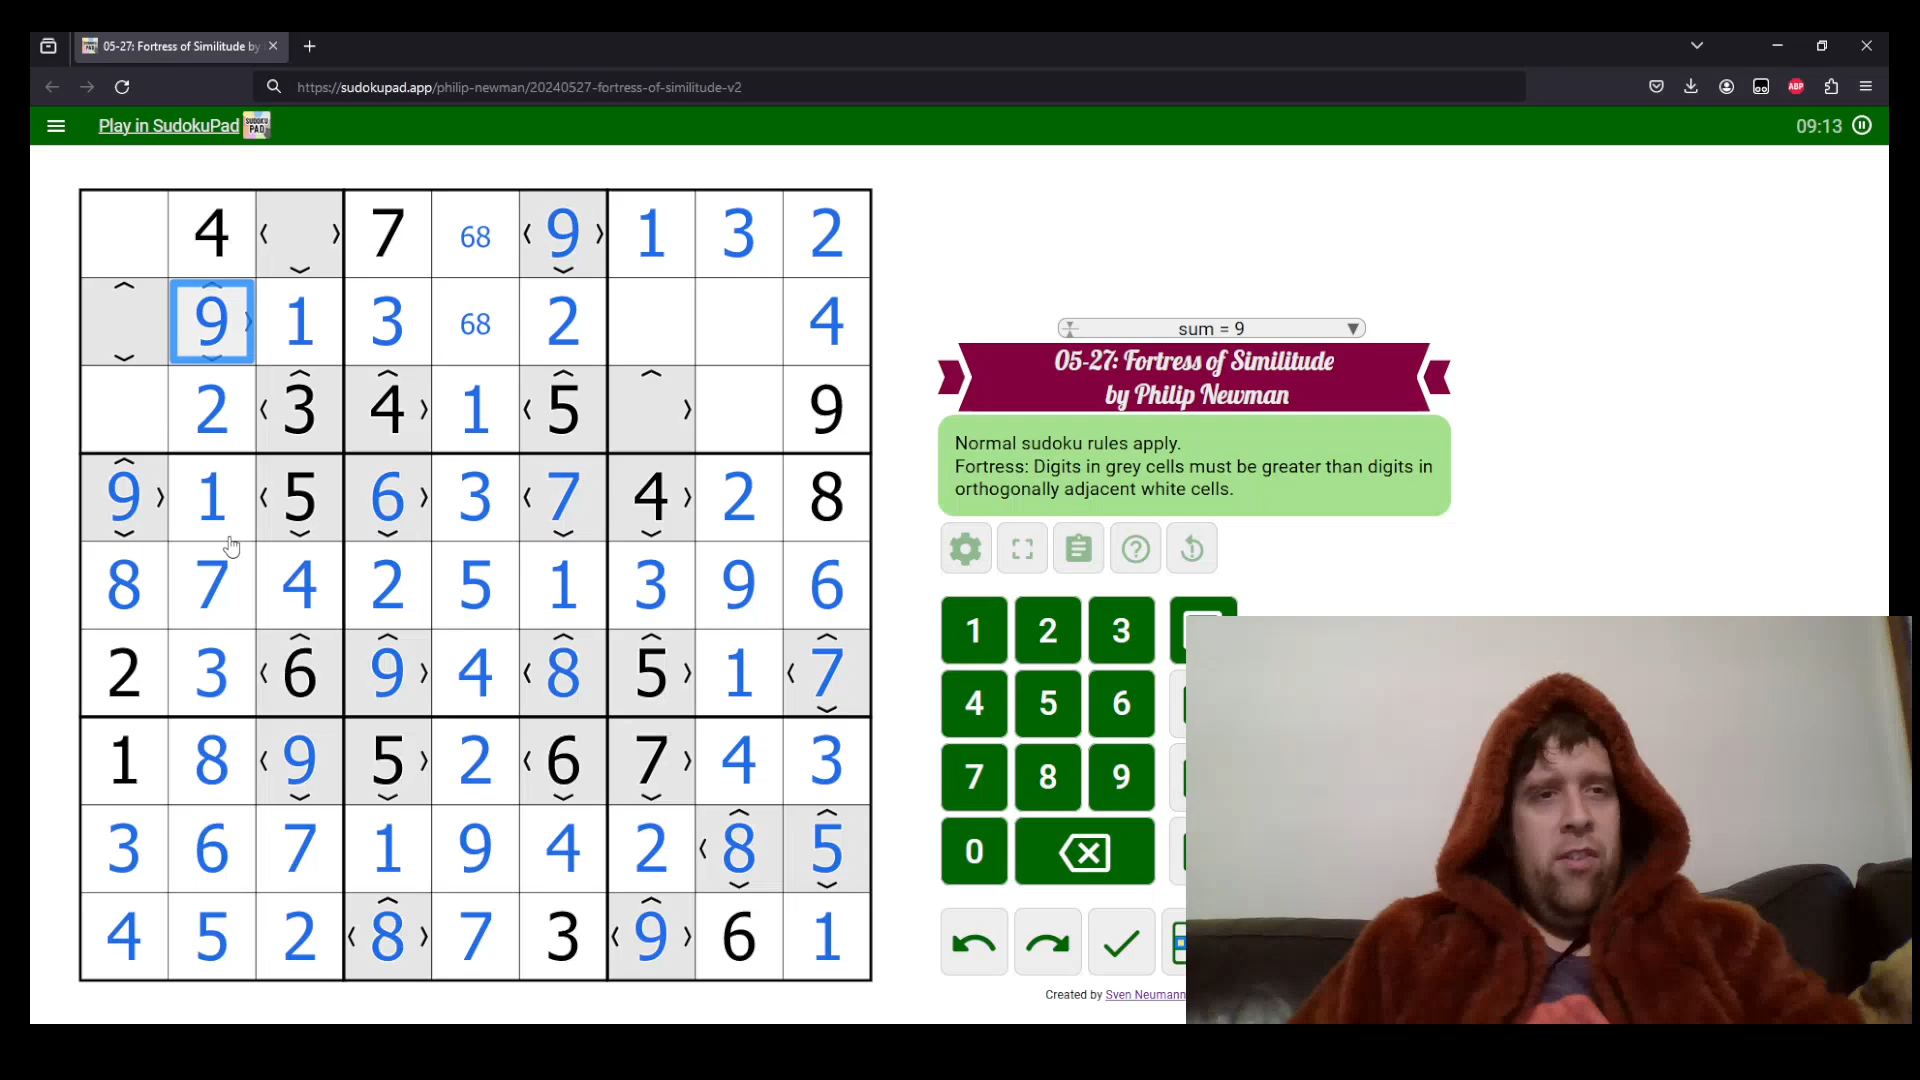 05-27: Fortress of Similitude by
https://sudokupad.app/philip-newman/20240527-fortress-of-similitude-v2
ABP
Play in SudokuPad
SUDOKU PAD
09:13
4 < > 7 68 < 9 > 1 3 2
9 > 1 3 68 2 4
2 < 3 4 > 1 < 5 > 9
9 > 1 < 5 6 > 3 < 7 4 > 2 8
8 7 4 2 5 1 3 9 6
2 3 < 6 9 > 4 < 8 5 > 1 < 7
1 8 < 9 5 > 2 < 6 7 > 4 3
3 6 7 1 9 4 2 < 8 5
4 5 2 < 8 > 7 3 < 9 > 6 1
sum = 9
05-27: Fortress of Similitude
by Philip Newman
Normal sudoku rules apply.
Fortress: Digits in grey cells must be greater than digits in
orthogonally adjacent white cells.
1 2 3
4 5 6
7 8 9
0
Created by Sven Neumann